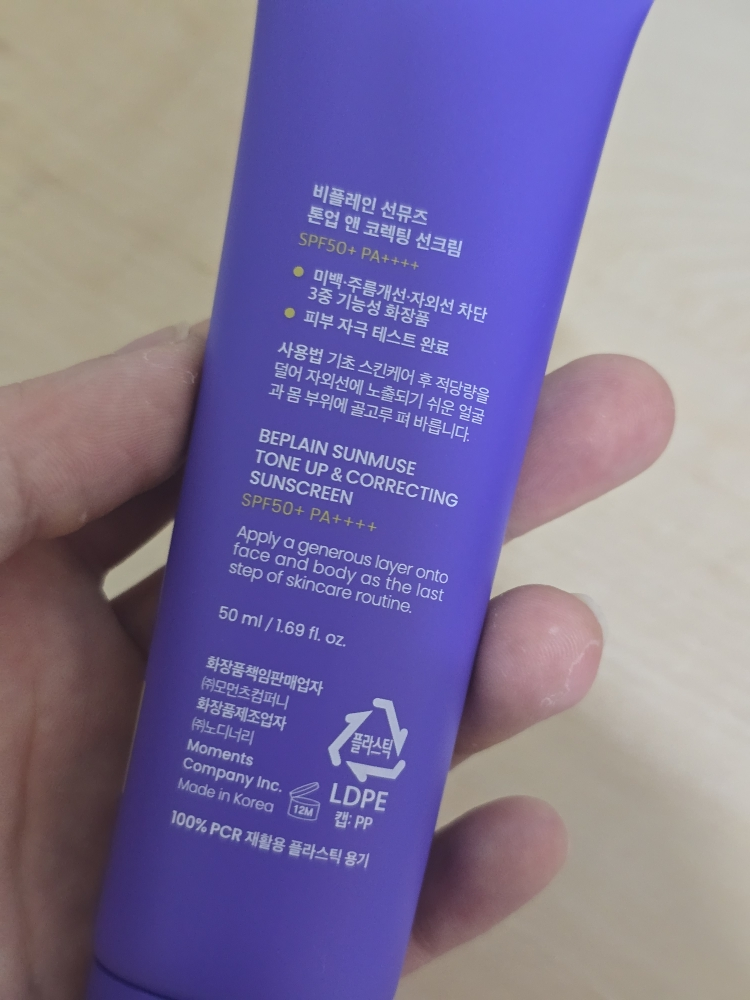 비플레인 선뮤즈
톤업 앤 코렉팅 선크림
SPF50+ PA++++
미백·주름개선·자외선 차단
3중 기능성 화장품
피부 자극 테스트 완료
사용법 기초 스킨케어 후 적당량을
덜어 자외선에 노출되기 쉬운 얼굴
과 몸 부위에 골고루 펴 바릅니다.
BEPLAIN SUNMUSE
TONE UP & CORRECTING
SUNSCREEN
SPF50+ PA++++
Apply a generous layer onto
face and body as the last
step of skincare routine.
50 ml / 1.69 fl. oz.
화장품책임판매업자
㈜모먼츠컴퍼니
화장품제조업자
㈜노디너리
Moments
Company Inc.
Made in Korea
12M
플라스틱
LDPE
캡: PP
100% PCR 재활용 플라스틱 용기